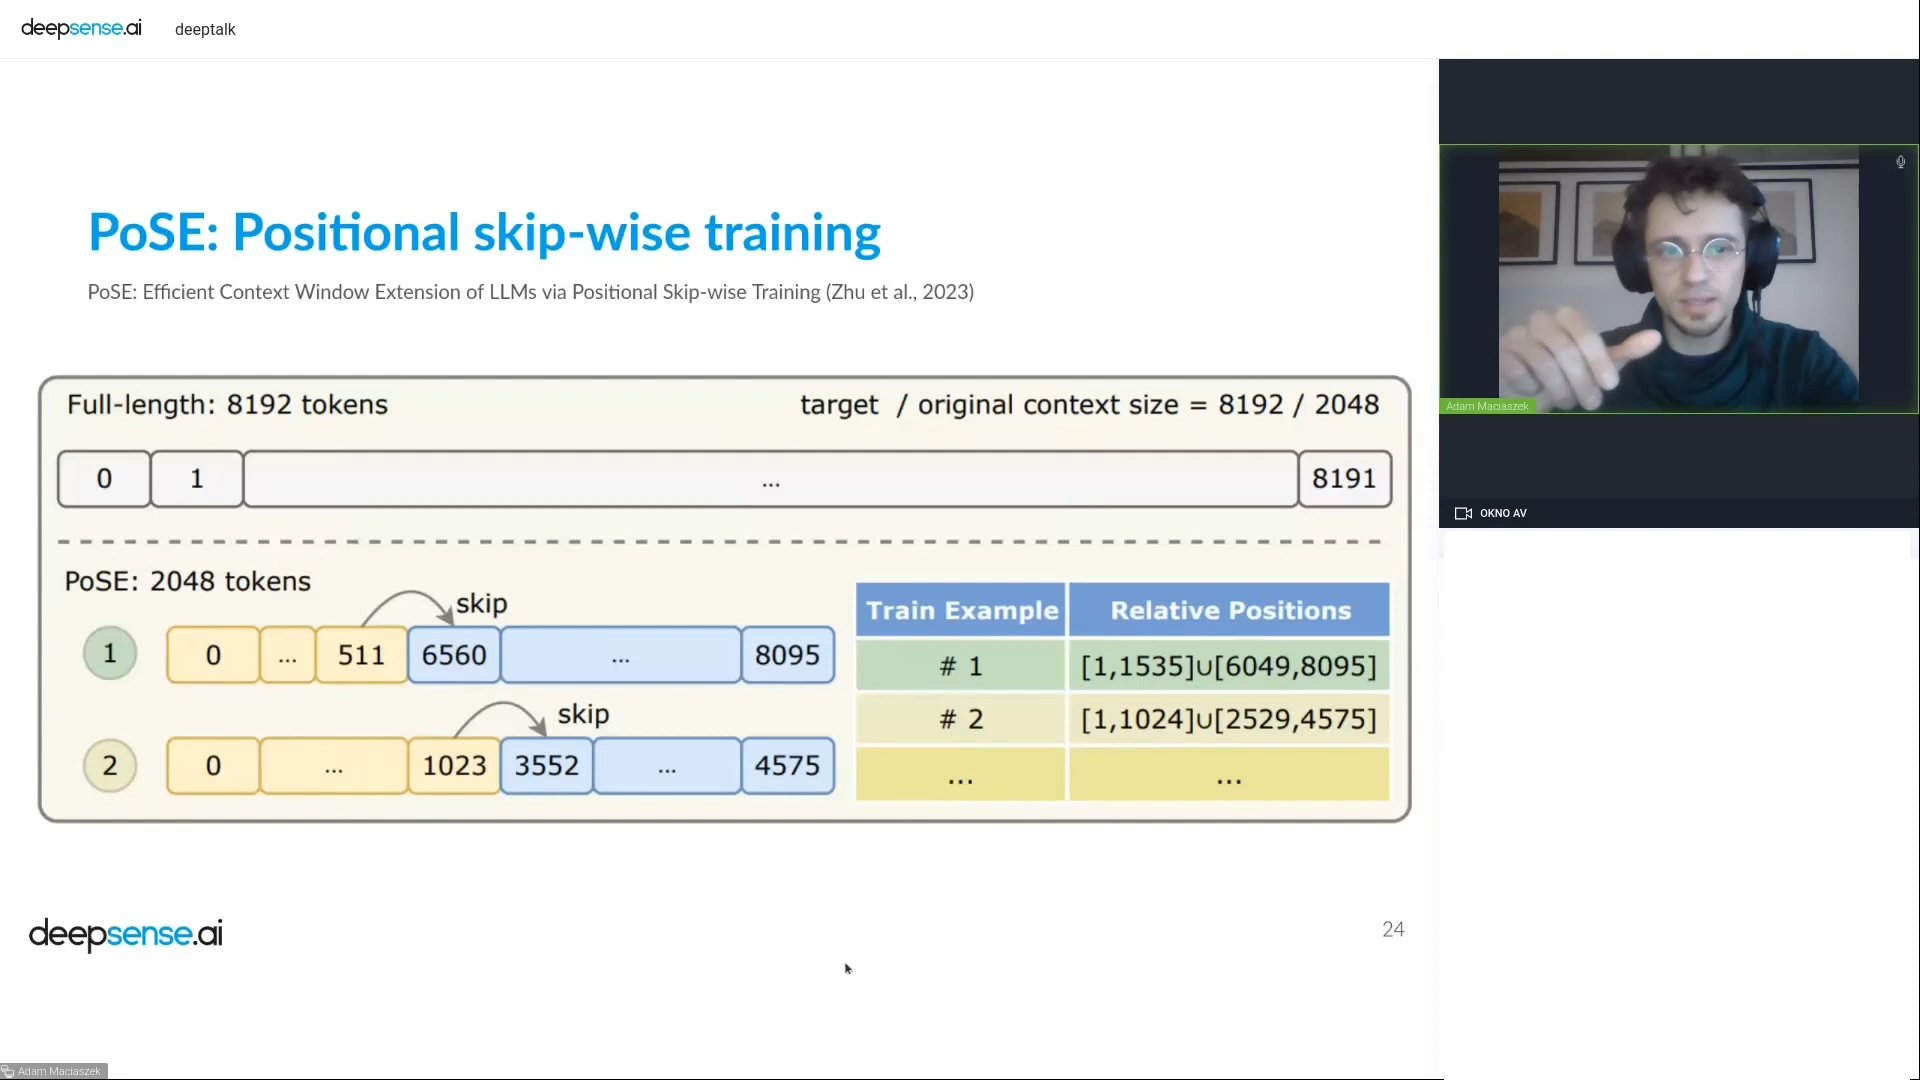 deepsense.ai deeptalk
PoSE: Positional skip-wise training
PoSE: Efficient Context Window Extension of LLMs via Positional Skip-wise Training (Zhu et al., 2023)
Full-length: 8192 tokens target / original context size = 8192 / 2048
0 1 ... 8191
PoSE: 2048 tokens
skip
1 0 ... 511 6560 ... 8095
skip
2 0 ... 1023 3552 ... 4575
Train Example Relative Positions
# 1 [1,1535]∪[6049,8095]
# 2 [1,1024]∪[2529,4575]
... ...
deepsense.ai
24
Adam Maciaszek
OKNO AV
Adam Maciaszek